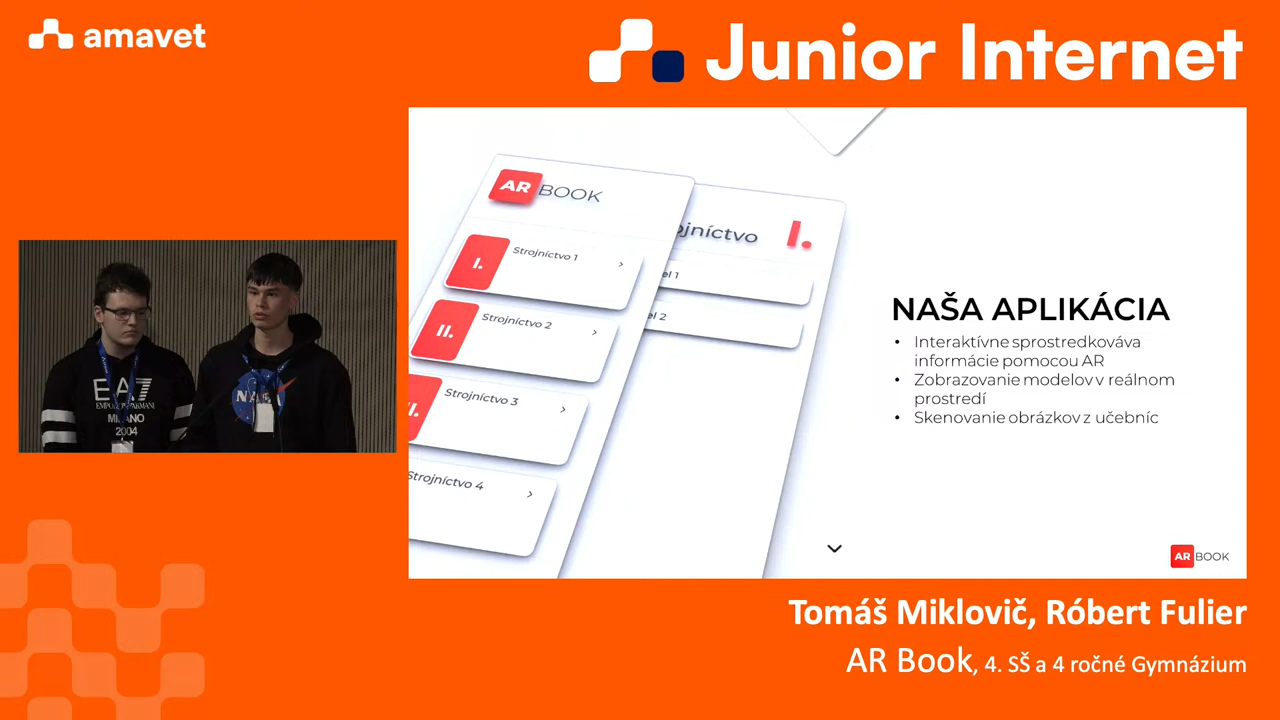 amavet
Junior Internet
AR BOOK
Strojníctvo 1
I.
Strojníctvo 2
II.
Strojníctvo 3
Strojníctvo 4
I.
NAŠA APLIKÁCIA
• Interaktívne sprostredkováva
informácie pomocou AR
• Zobrazovanie modelov v reálnom
prostredí
• Skenovanie obrázkov z učebníc
AR BOOK
EA7
EMPORIO ARMANI
MILANO
2004
NASA
Tomáš Miklovič, Róbert Fulier
AR Book, 4. SŠ a 4 ročné Gymnázium